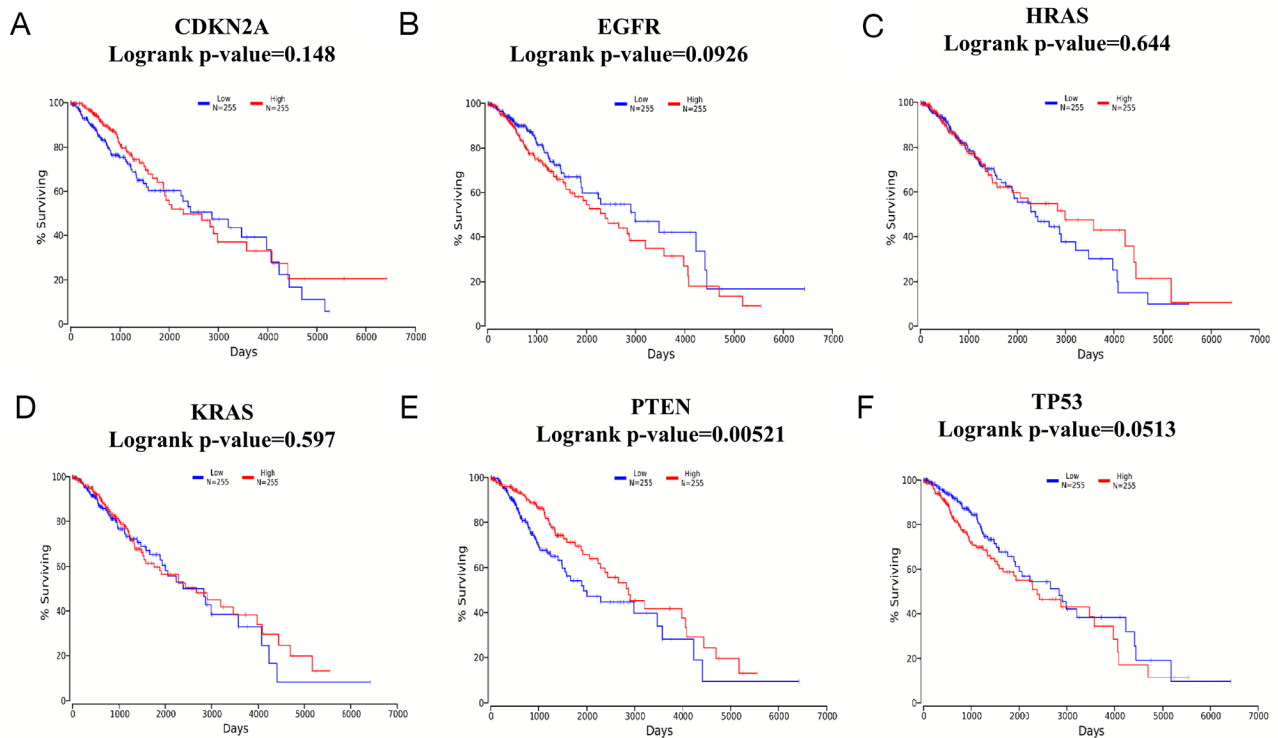 A
CDKN2A
Logrank p-value=0.148
Low
N=255
High
N=255
% Surviving
100
80
60
40
20
0
0 1000 2000 3000 4000 5000 6000 7000
Days
B
EGFR
Logrank p-value=0.0926
Low
N=255
High
N=255
% Surviving
100
80
60
40
20
0
0 1000 2000 3000 4000 5000 6000 7000
Days
C
HRAS
Logrank p-value=0.644
Low
N=255
High
N=255
% Surviving
100
80
60
40
20
0
0 1000 2000 3000 4000 5000 6000 7000
Days
D
KRAS
Logrank p-value=0.597
Low
N=255
High
N=255
% Surviving
100
80
60
40
20
0
0 1000 2000 3000 4000 5000 6000 7000
Days
E
PTEN
Logrank p-value=0.00521
Low
N=255
High
N=255
% Surviving
100
80
60
40
20
0
0 1000 2000 3000 4000 5000 6000 7000
Days
F
TP53
Logrank p-value=0.0513
Low
N=255
High
N=255
% Surviving
100
80
60
40
20
0
0 1000 2000 3000 4000 5000 6000 7000
Days